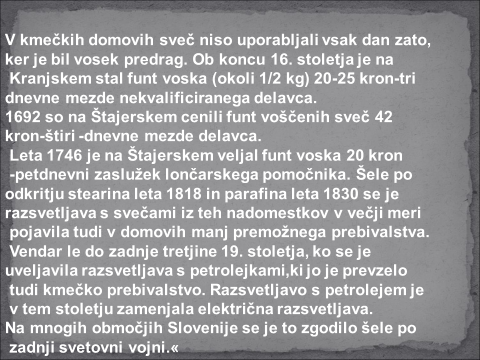 V kmečkih domovih sveč niso uporabljali vsak dan zato,
ker je bil vosek predrag. Ob koncu 16. stoletja je na
Kranjskem stal funt voska (okoli 1/2 kg) 20-25 kron-tri
dnevne mezde nekvalificiranega delavca.
1692 so na Štajerskem cenili funt voščenih sveč 42
kron-štiri -dnevne mezde delavca.
Leta 1746 je na Štajerskem veljal funt voska 20 kron
-petdnevni zaslužek lončarskega pomočnika. Šele po
odkritju stearina leta 1818 in parafina leta 1830 se je
razsvetljava s svečami iz teh nadomestkov v večji meri
pojavila tudi v domovih manj premožnega prebivalstva.
Vendar le do zadnje tretjine 19. stoletja, ko se je
uveljavila razsvetljava s petrolejkami,ki jo je prevzelo
tudi kmečko prebivalstvo. Razsvetljavo s petrolejem je
v tem stoletju zamenjala električna razsvetljava.
Na mnogih območjih Slovenije se je to zgodilo šele po
zadnji svetovni vojni.«